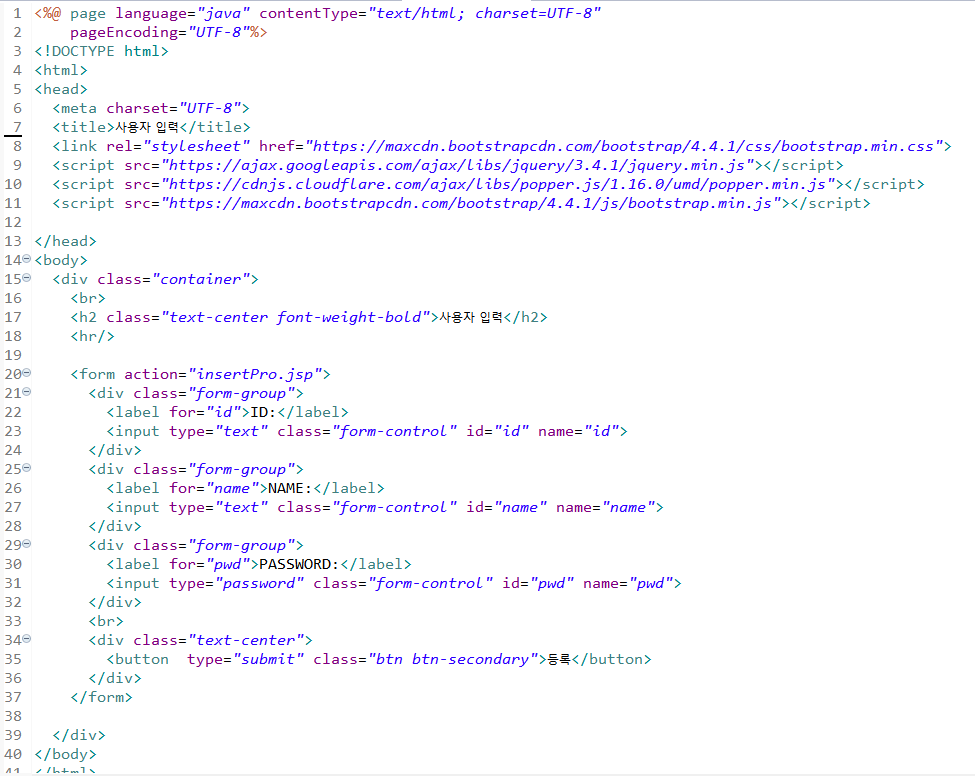 1 <%@ page language="java" contentType="text/html; charset=UTF-8"
2     pageEncoding="UTF-8"%>
3 <!DOCTYPE html>
4 <html>
5 <head>
6   <meta charset="UTF-8">
7   <title>사용자 입력</title>
8   <link rel="stylesheet" href="https://maxcdn.bootstrapcdn.com/bootstrap/4.4.1/css/bootstrap.min.css">
9   <script src="https://ajax.googleapis.com/ajax/libs/jquery/3.4.1/jquery.min.js"></script>
10   <script src="https://cdnjs.cloudflare.com/ajax/libs/popper.js/1.16.0/umd/popper.min.js"></script>
11   <script src="https://maxcdn.bootstrapcdn.com/bootstrap/4.4.1/js/bootstrap.min.js"></script>
12
13 </head>
14 <body>
15   <div class="container">
16     <br>
17     <h2 class="text-center font-weight-bold">사용자 입력</h2>
18     <hr/>
19
20     <form action="insertPro.jsp">
21       <div class="form-group">
22         <label for="id">ID:</label>
23         <input type="text" class="form-control" id="id" name="id">
24       </div>
25       <div class="form-group">
26         <label for="name">NAME:</label>
27         <input type="text" class="form-control" id="name" name="name">
28       </div>
29       <div class="form-group">
30         <label for="pwd">PASSWORD:</label>
31         <input type="password" class="form-control" id="pwd" name="pwd">
32       </div>
33       <br>
34       <div class="text-center">
35         <button  type="submit" class="btn btn-secondary">등록</button>
36       </div>
37     </form>
38
39   </div>
40 </body>
41 </html>